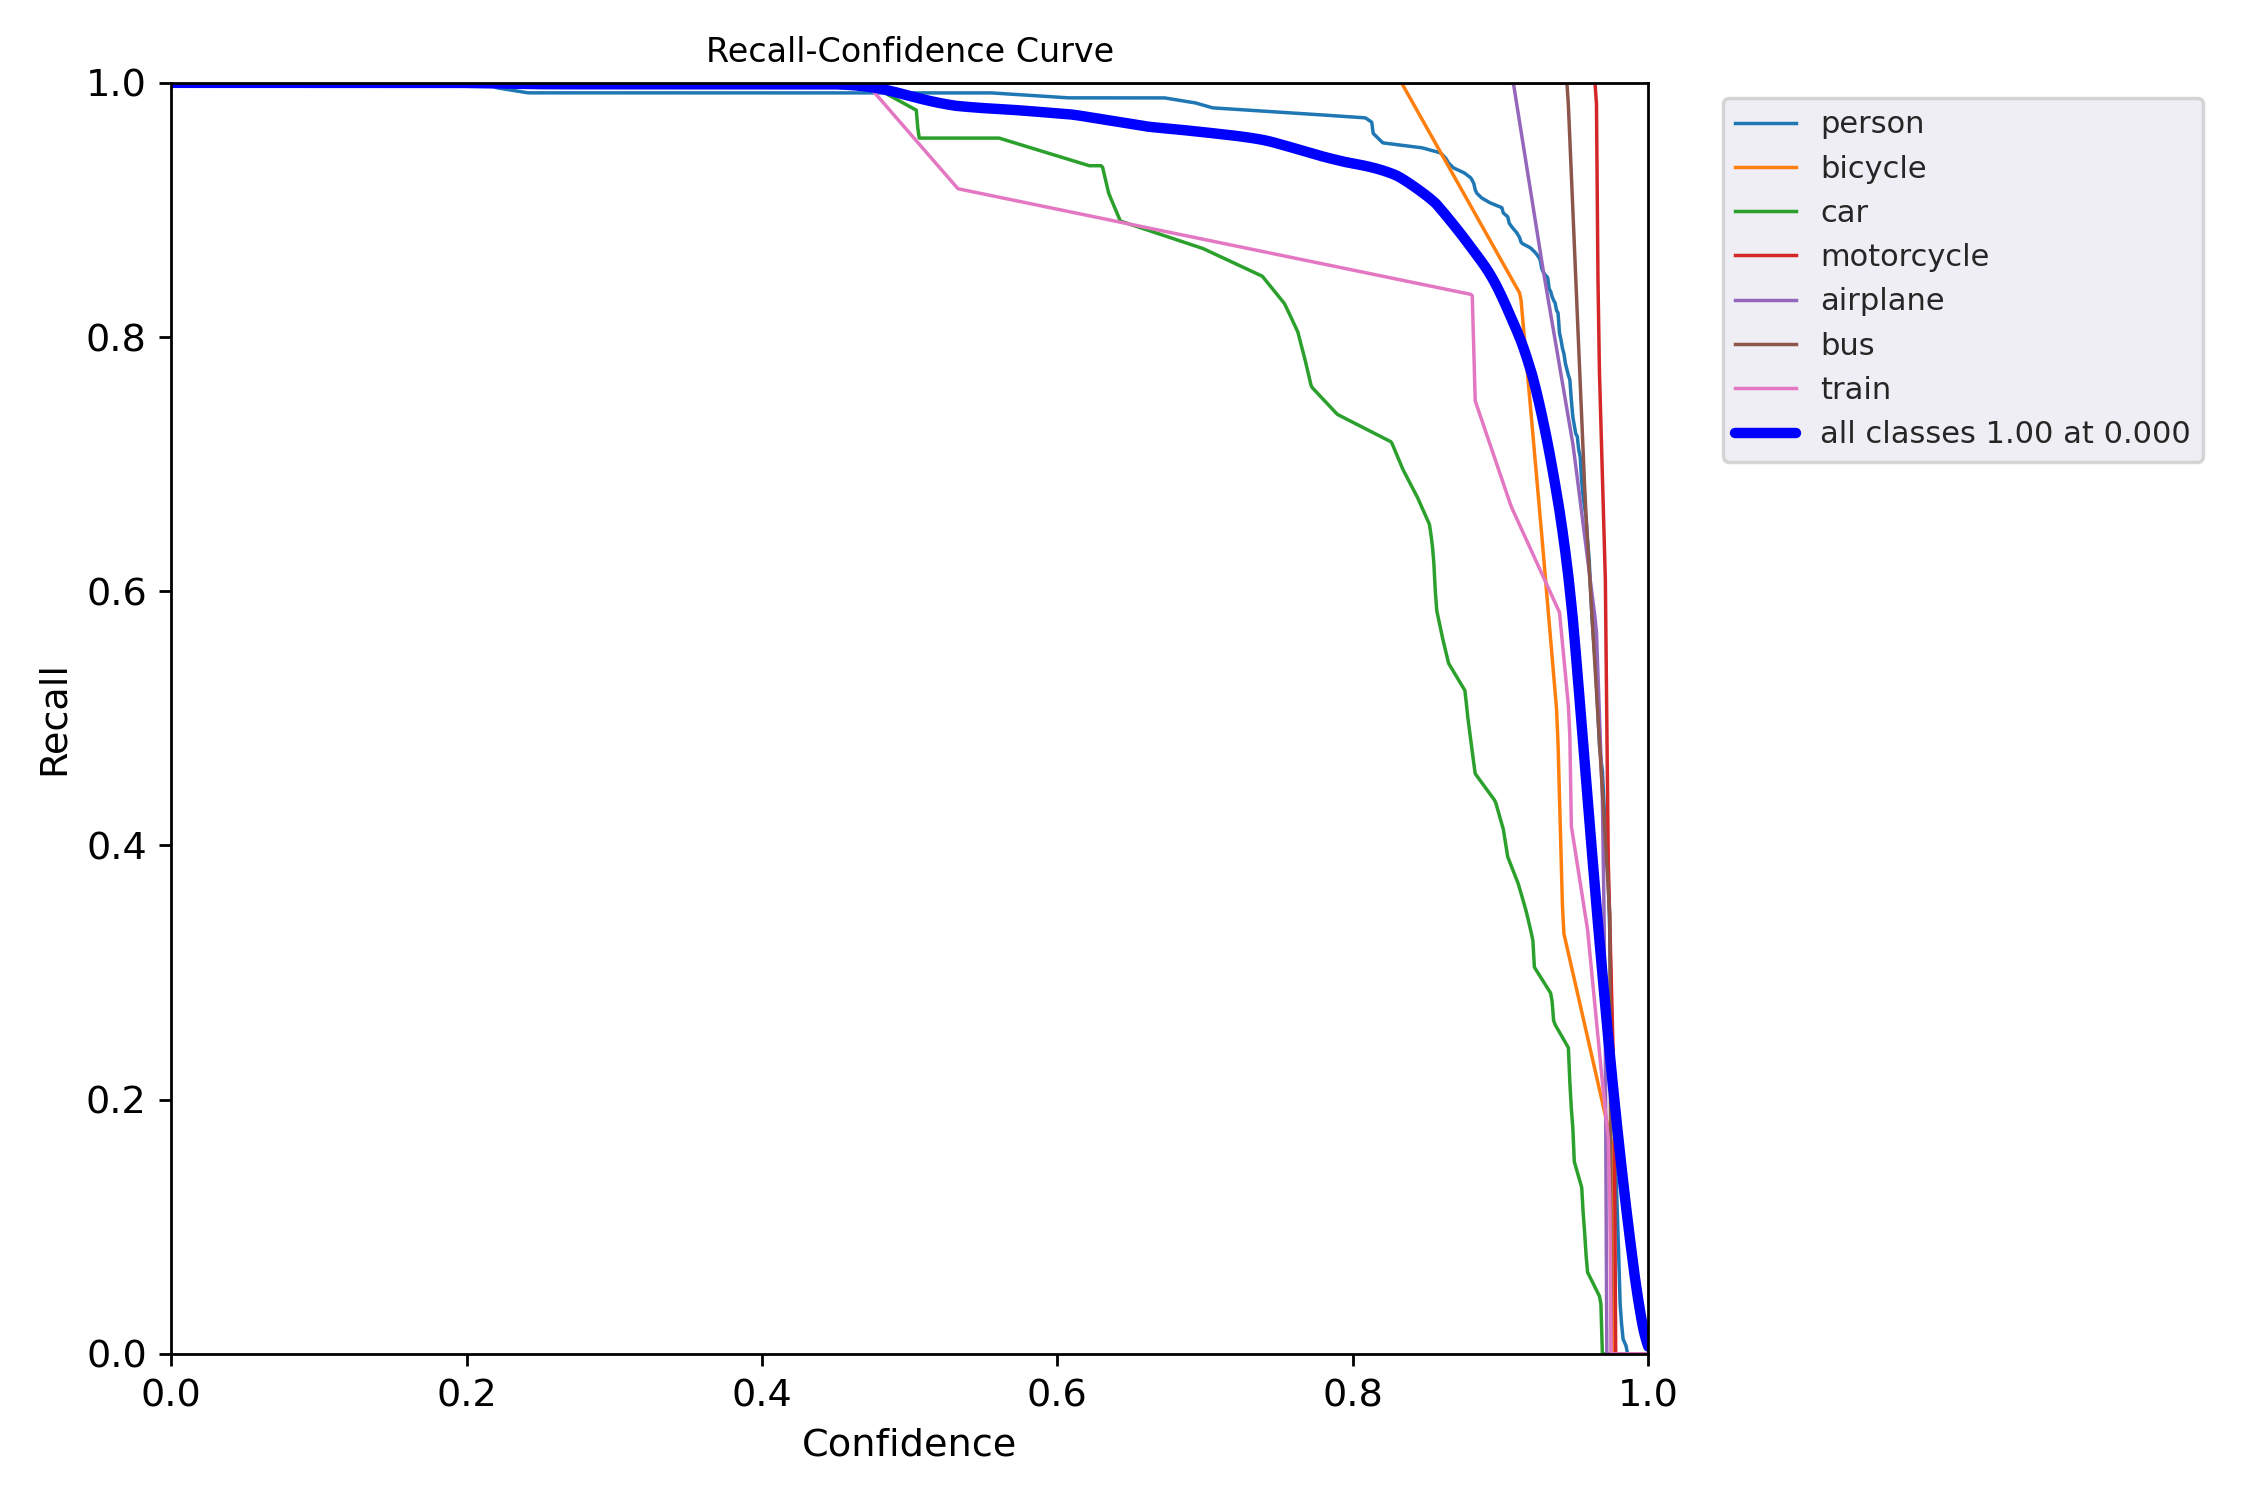 Recall-Confidence Curve
1.0
0.8
0.6
0.4
0.2
0.0
Recall
0.0 0.2 0.4 0.6 0.8 1.0
Confidence
person
bicycle
car
motorcycle
airplane
bus
train
all classes 1.00 at 0.000